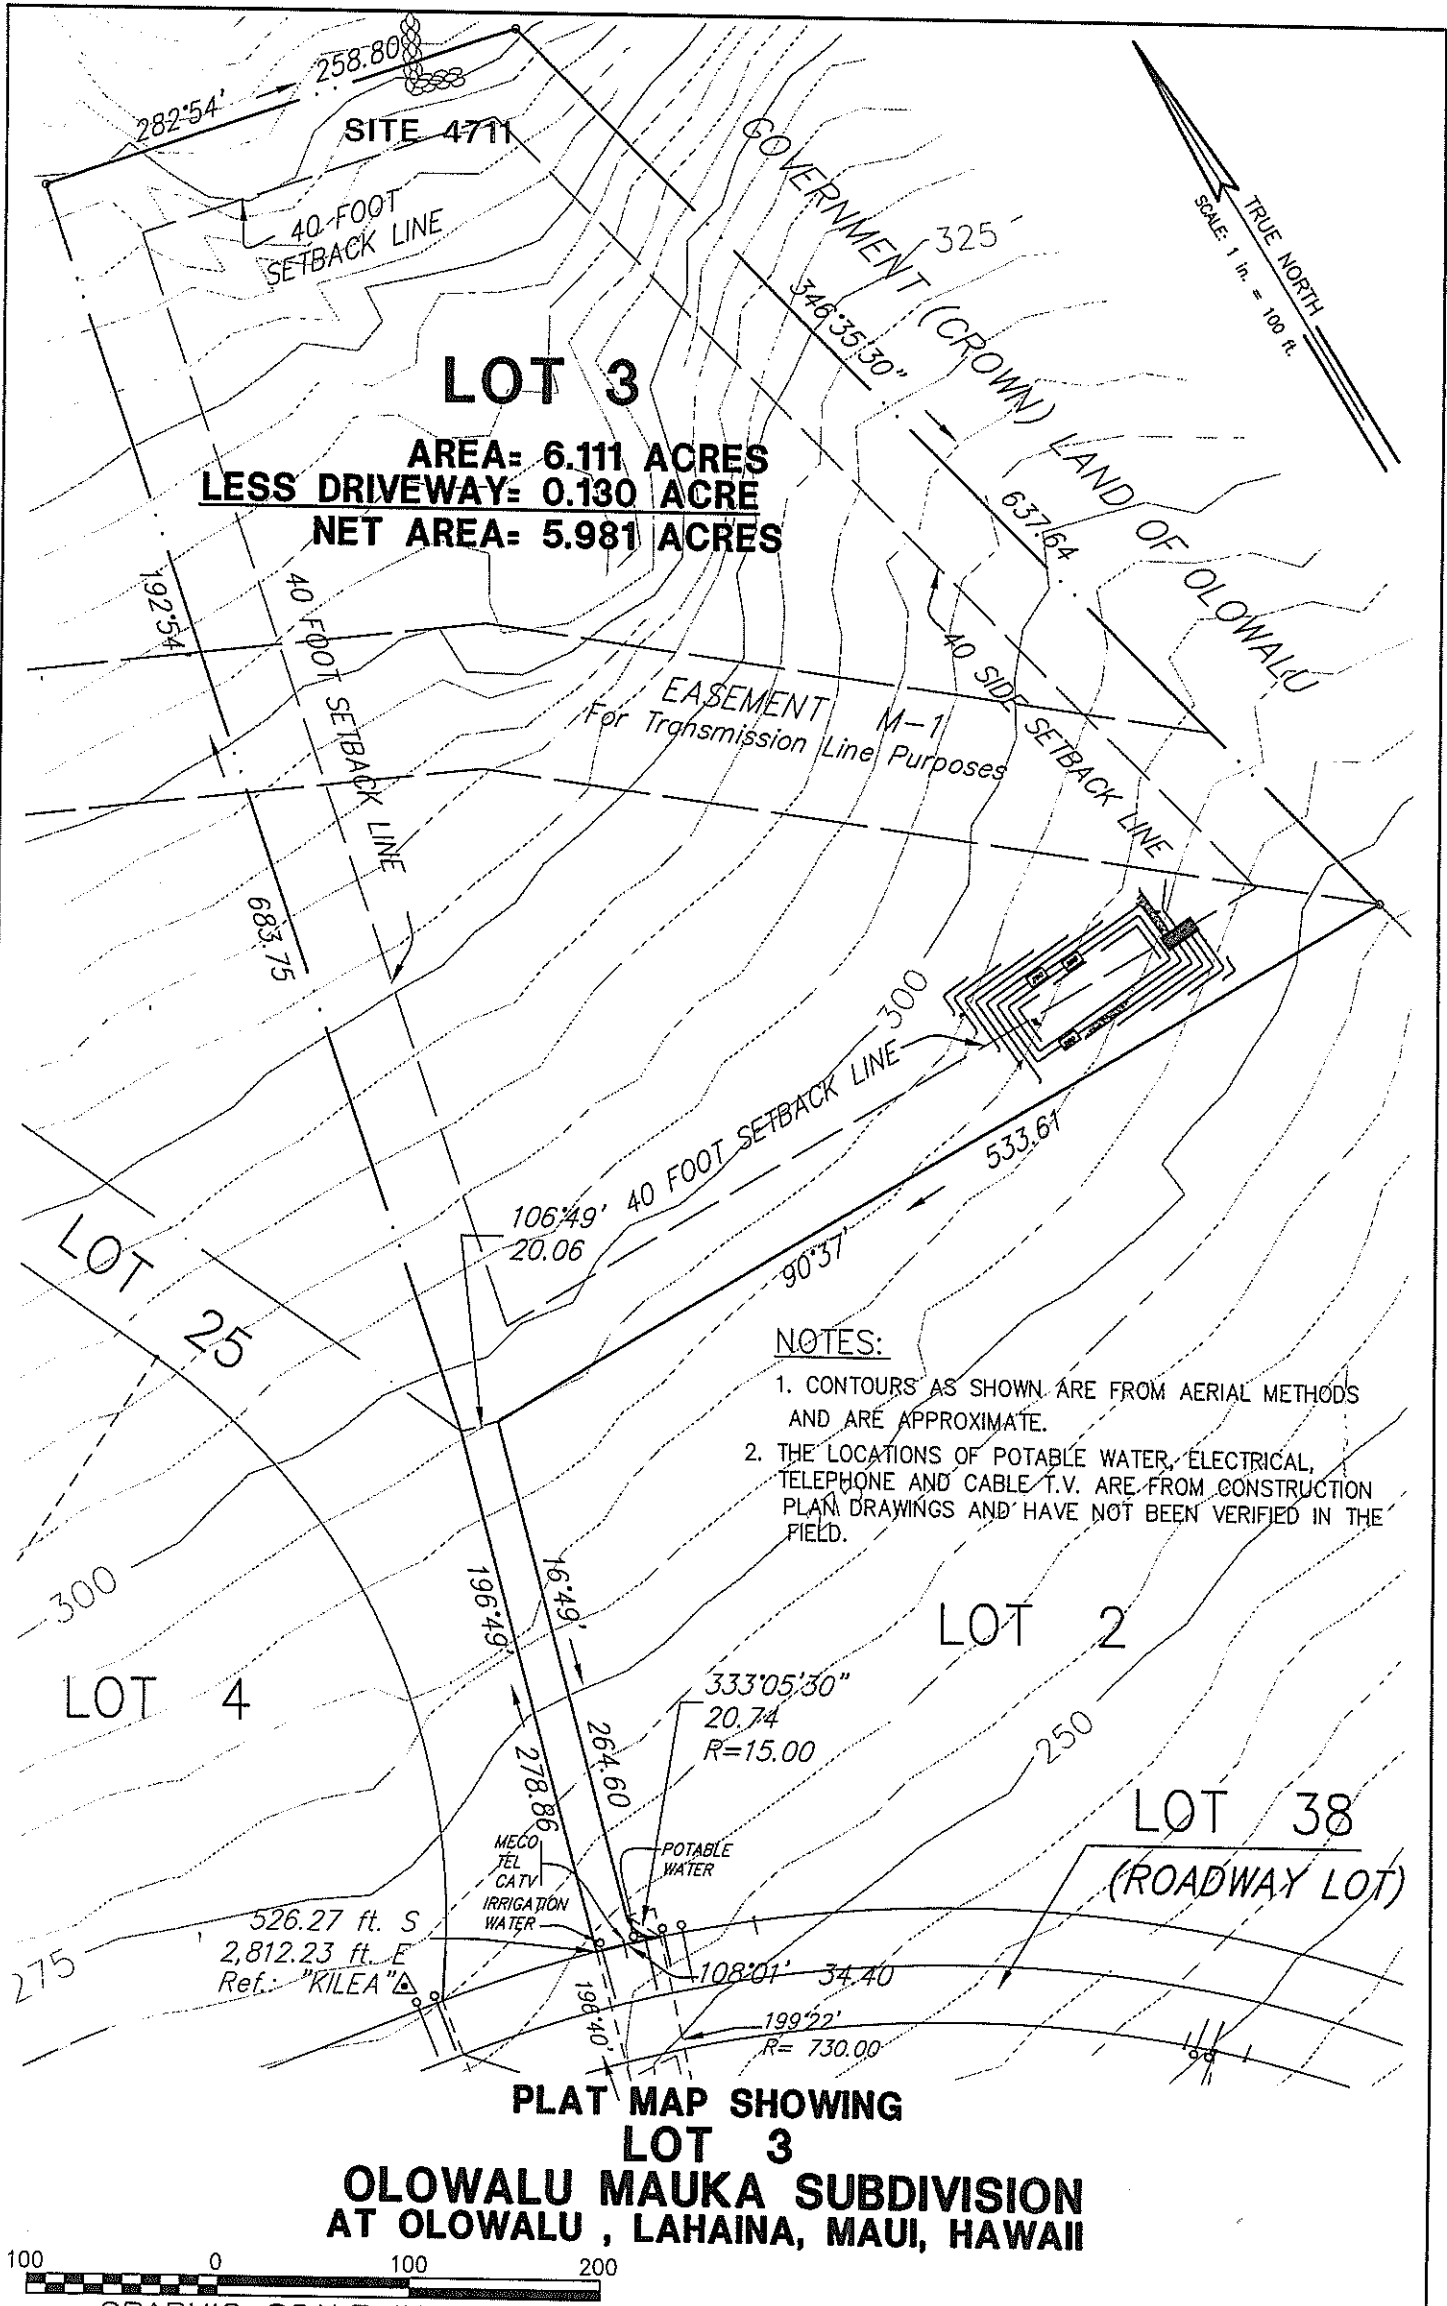 282°54'
258.80
SITE 4711
40 FOOT
SETBACK LINE
GOVERNMENT (CROWN) LAND OF OLOWALU
325
TRUE NORTH
SCALE: 1 in. = 100 ft.
346°35'30"
637.64
LOT 3
AREA= 6.111 ACRES
LESS DRIVEWAY= 0.130 ACRE
NET AREA= 5.981 ACRES
192°54'
683.75
40 FOOT SETBACK LINE
EASEMENT M-1
For Transmission Line Purposes
40 SIDE SETBACK LINE
300
40 FOOT SETBACK LINE
533.61
90°37'
106°49'
20.06
LOT 25
NOTES:
1. CONTOURS AS SHOWN ARE FROM AERIAL METHODS
AND ARE APPROXIMATE.
2. THE LOCATIONS OF POTABLE WATER, ELECTRICAL,
TELEPHONE AND CABLE T.V. ARE FROM CONSTRUCTION
PLAN DRAWINGS AND HAVE NOT BEEN VERIFIED IN THE
FIELD.
300
LOT 4
196°49'
278.86
16°49'
264.60
LOT 2
333°05'30"
20.74
R=15.00
250
LOT 38
(ROADWAY LOT)
MECO
TEL
CATV
IRRIGATION
WATER
POTABLE
WATER
526.27 ft. S
2,812.23 ft. E
Ref.: "KILEA"
275
108°01' 34.40
196°40'
199°22'
R= 730.00
PLAT MAP SHOWING
LOT 3
OLOWALU MAUKA SUBDIVISION
AT OLOWALU , LAHAINA, MAUI, HAWAII
100 0 100 200